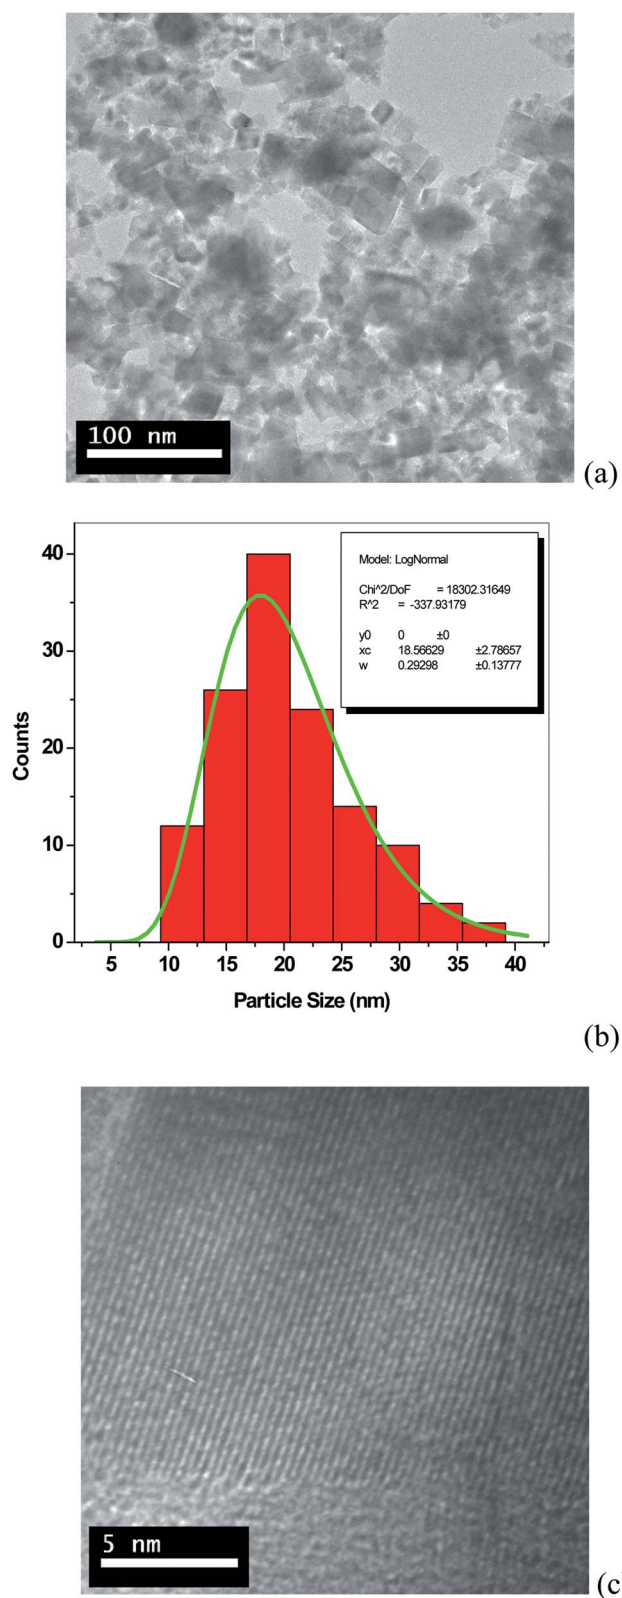 100 nm
(a)
Model: LogNormal
Chi^2/DoF = 18302.31649
R^2 = -337.93179
y0 0 ±0
xc 18.56629 ±2.78657
w 0.29298 ±0.13777
40
30
20
10
0
Counts
5 10 15 20 25 30 35 40
Particle Size (nm)
(b)
5 nm
(c)